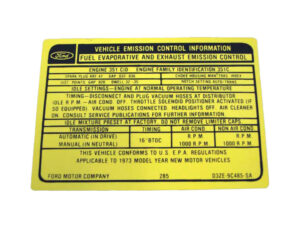 Ford
VEHICLE EMISSION CONTROL INFORMATION
FUEL EVAPORATIVE AND EXHAUST EMISSION CONTROL
ENGINE 351 CID ENGINE FAMILY IDENTIFICATION 351C
IDLE SETTINGS-ENGINE AT NORMAL OPERATING TEMPERATURE
TIMING-DISCONNECT AND PLUG VACUUM HOSES AT DISTRIBUTOR
IDLE R.P.M - AIR COND. OFF. THROTTLE SOLENOID POSITIONER ACTIVATED (IF
SO EQUIPPED). VACUUM HOSES CONNECTED. HEADLIGHTS OFF. AIR CLEANER
ON. CONSULT SERVICE PUBLICATIONS FOR FURTHER INFORMATION
IDLE MIXTURE PRESET AT FACTORY. DO NOT REMOVE LIMITER CAPS.
TRANSMISSION TIMING AIR COND NON AIR COND
AUTOMATIC (IN DRIVE) R.P.M R.P.M
MANUAL (IN NEUTRAL) 16°BTDC 1000 R.P.M 1000 R.P.M
THIS VEHICLE CONFORMS TO U.S. E.P.A. REGULATIONS
APPLICABLE TO 1973 MODEL YEAR NEW MOTOR VEHICLES
FORD MOTOR COMPANY 285 D3ZE-9C485-SA